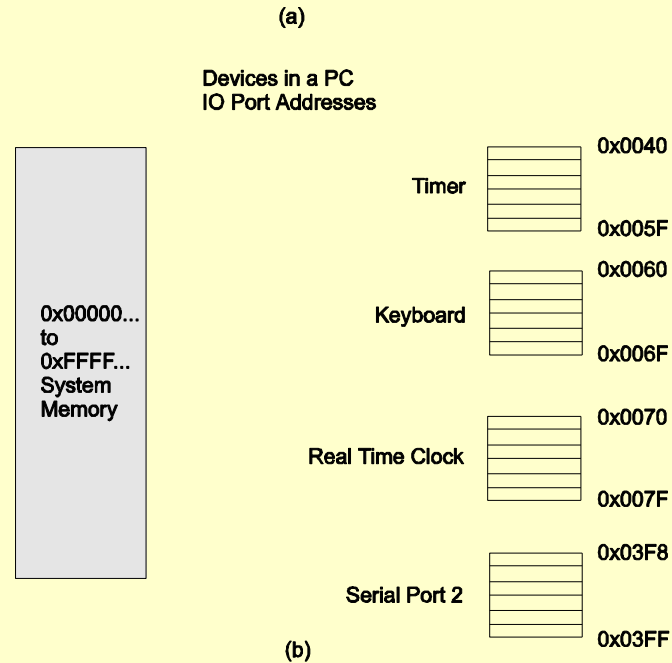 (a)
Devices in a PC
IO Port Addresses
0x00000...
to
0xFFFF...
System
Memory
Timer
0x0040
0x005F
Keyboard
0x0060
0x006F
Real Time Clock
0x0070
0x007F
Serial Port 2
0x03F8
0x03FF
(b)